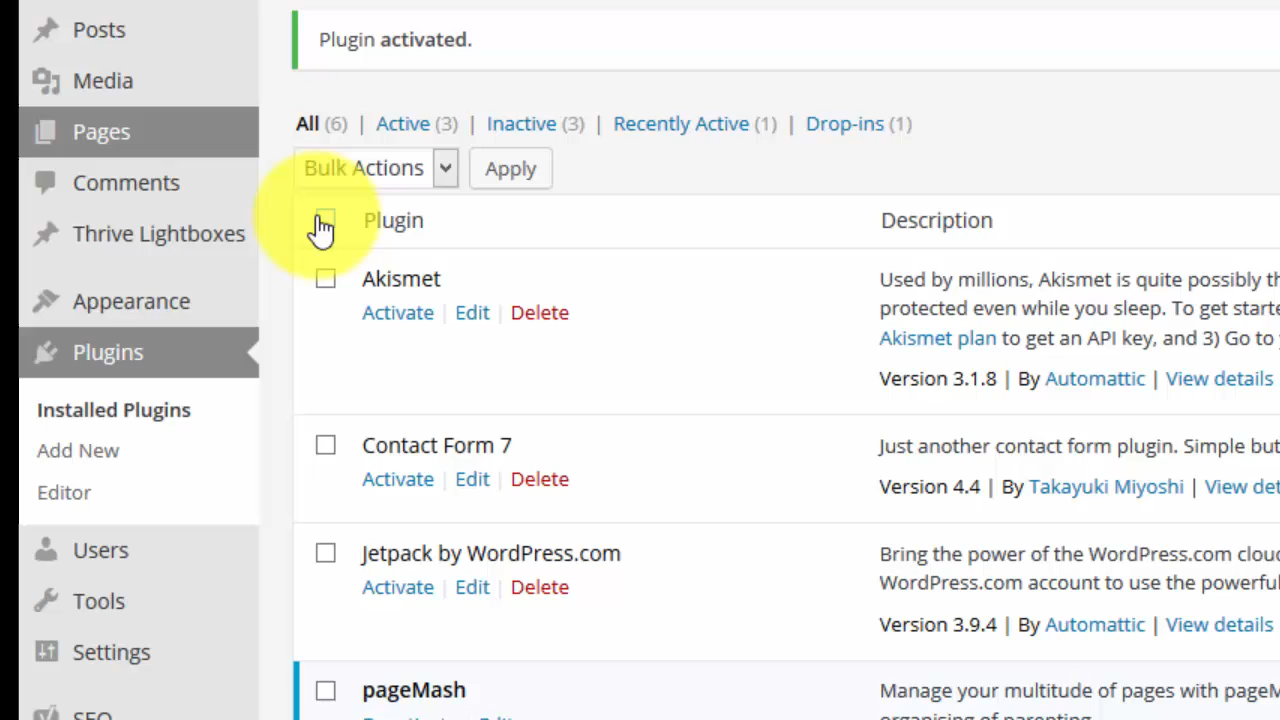 Posts
Media
Pages
Comments
Thrive Lightboxes
Appearance
Plugins
Installed Plugins
Add New
Editor
Users
Tools
Settings
SEO
Plugin activated.
All (6) | Active (3) | Inactive (3) | Recently Active (1) | Drop-ins (1)
Bulk Actions Apply
Plugin Description
Akismet
Activate | Edit | Delete
Used by millions, Akismet is quite possibly
protected even while you sleep. To get
Akismet plan to get an API key, and 3) Go to
Version 3.1.8 | By Automattic | View details
Contact Form 7
Activate | Edit | Delete
Just another contact form plugin. Simple but
Version 4.4 | By Takayuki Miyoshi | View
Jetpack by WordPress.com
Activate | Edit | Delete
Bring the power of the WordPress.com
WordPress.com account to use the
Version 3.9.4 | By Automattic | View details
pageMash
Manage your multitude of pages with
organising of parenting